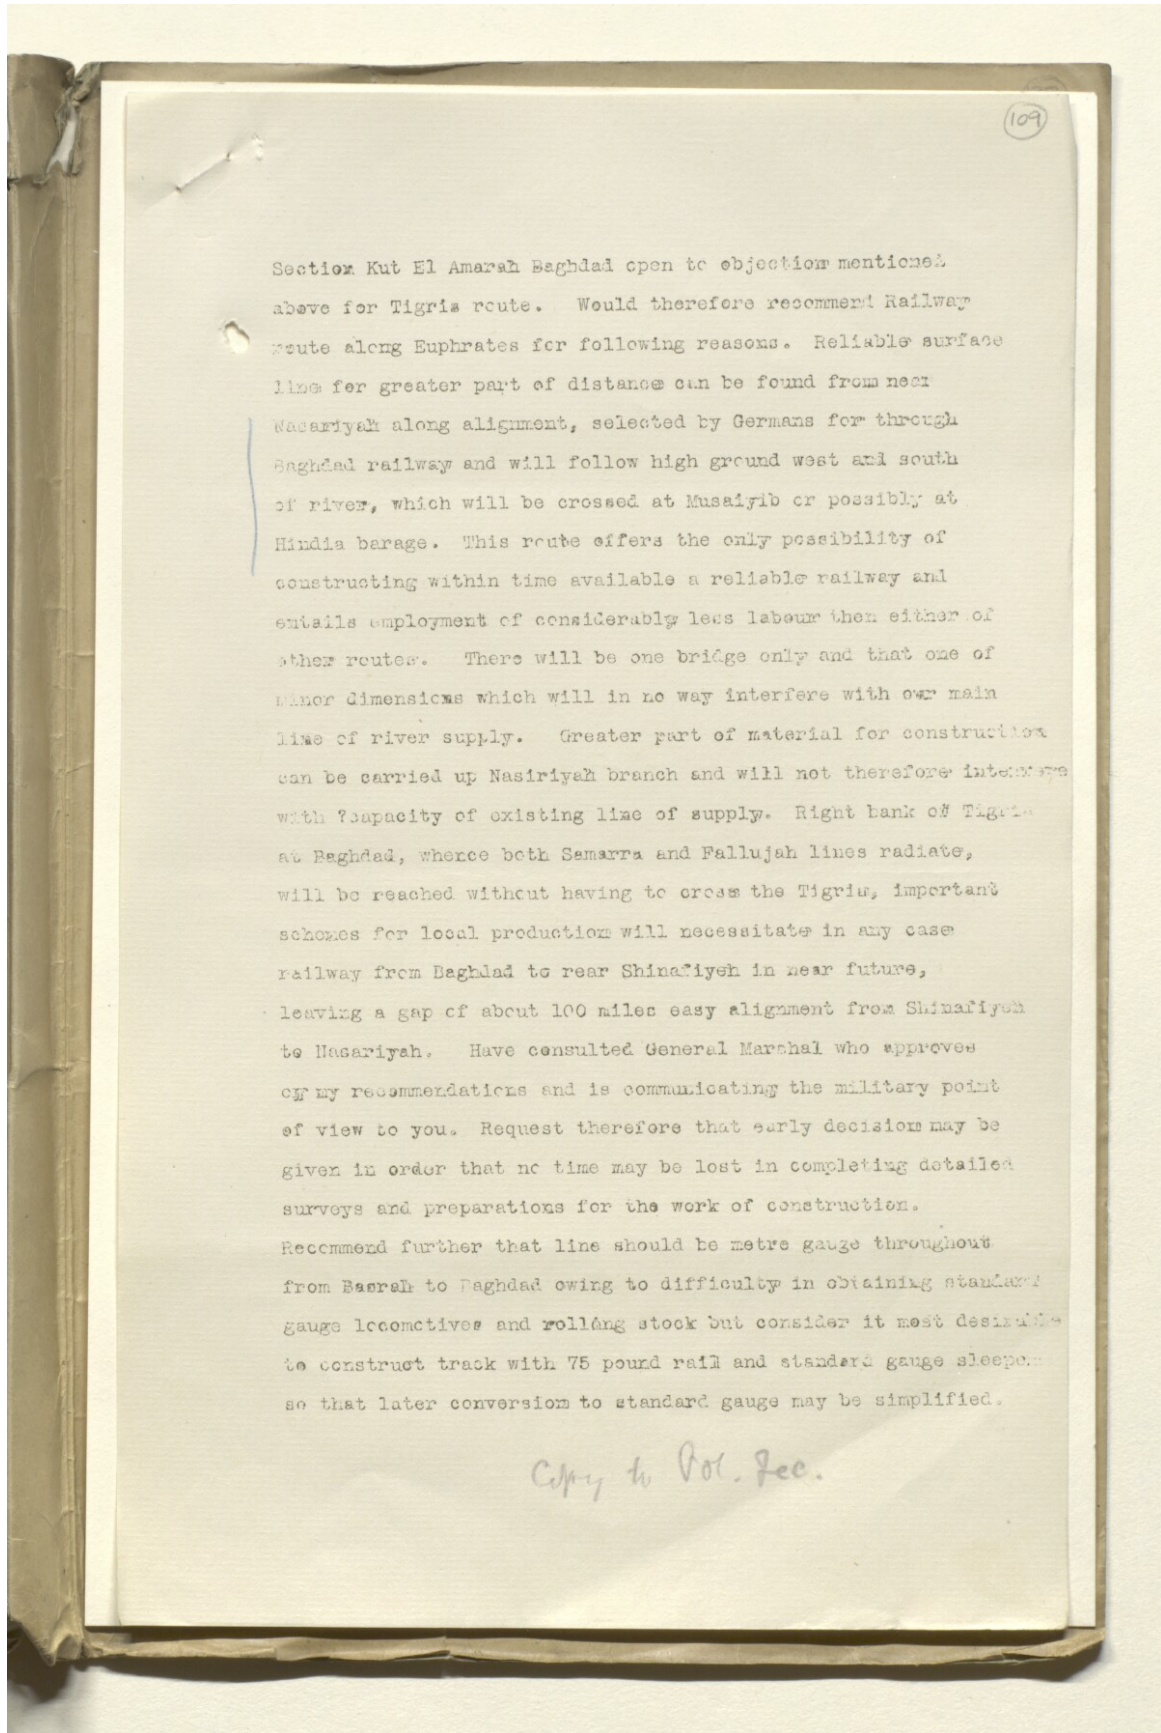 109
Section Kut El Amarah Baghdad open to objection mentioned
above for Tigris route. Would therefore recommend Railway
route along Euphrates for following reasons. Reliable surface
line for greater part of distance can be found from near
Nasariyah along alignment, selected by Germans for through
Baghdad railway and will follow high ground west and south
of river, which will be crossed at Musaiyib or possibly at
Hindia barage. This route offers the only possibility of
constructing within time available a reliable railway and
entails employment of considerably less labour then either of
other routes. There will be one bridge only and that one of
minor dimensions which will in no way interfere with our main
line of river supply. Greater part of material for construction
can be carried up Nasiriyah branch and will not therefore interfere
with ?capacity of existing line of supply. Right bank of Tigris
at Baghdad, whence both Samarra and Fallujah lines radiate,
will be reached without having to cross the Tigris, important
schemes for local production will necessitate in any case
railway from Baghdad to near Shinafiyeh in near future,
leaving a gap of about 100 miles easy alignment from Shinafiyeh
to Nasariyah. Have consulted General Marshal who approves
of my recommendations and is communicating the military point
of view to you. Request therefore that early decision may be
given in order that no time may be lost in completing detailed
surveys and preparations for the work of construction.
Recommend further that line should be metre gauge throughout
from Basrah to Baghdad owing to difficulty in obtaining standard
gauge locomotives and rolling stock but consider it most desirable
to construct track with 75 pound rail and standard gauge sleepers
so that later conversion to standard gauge may be simplified.
Copy to Pol. Sec.